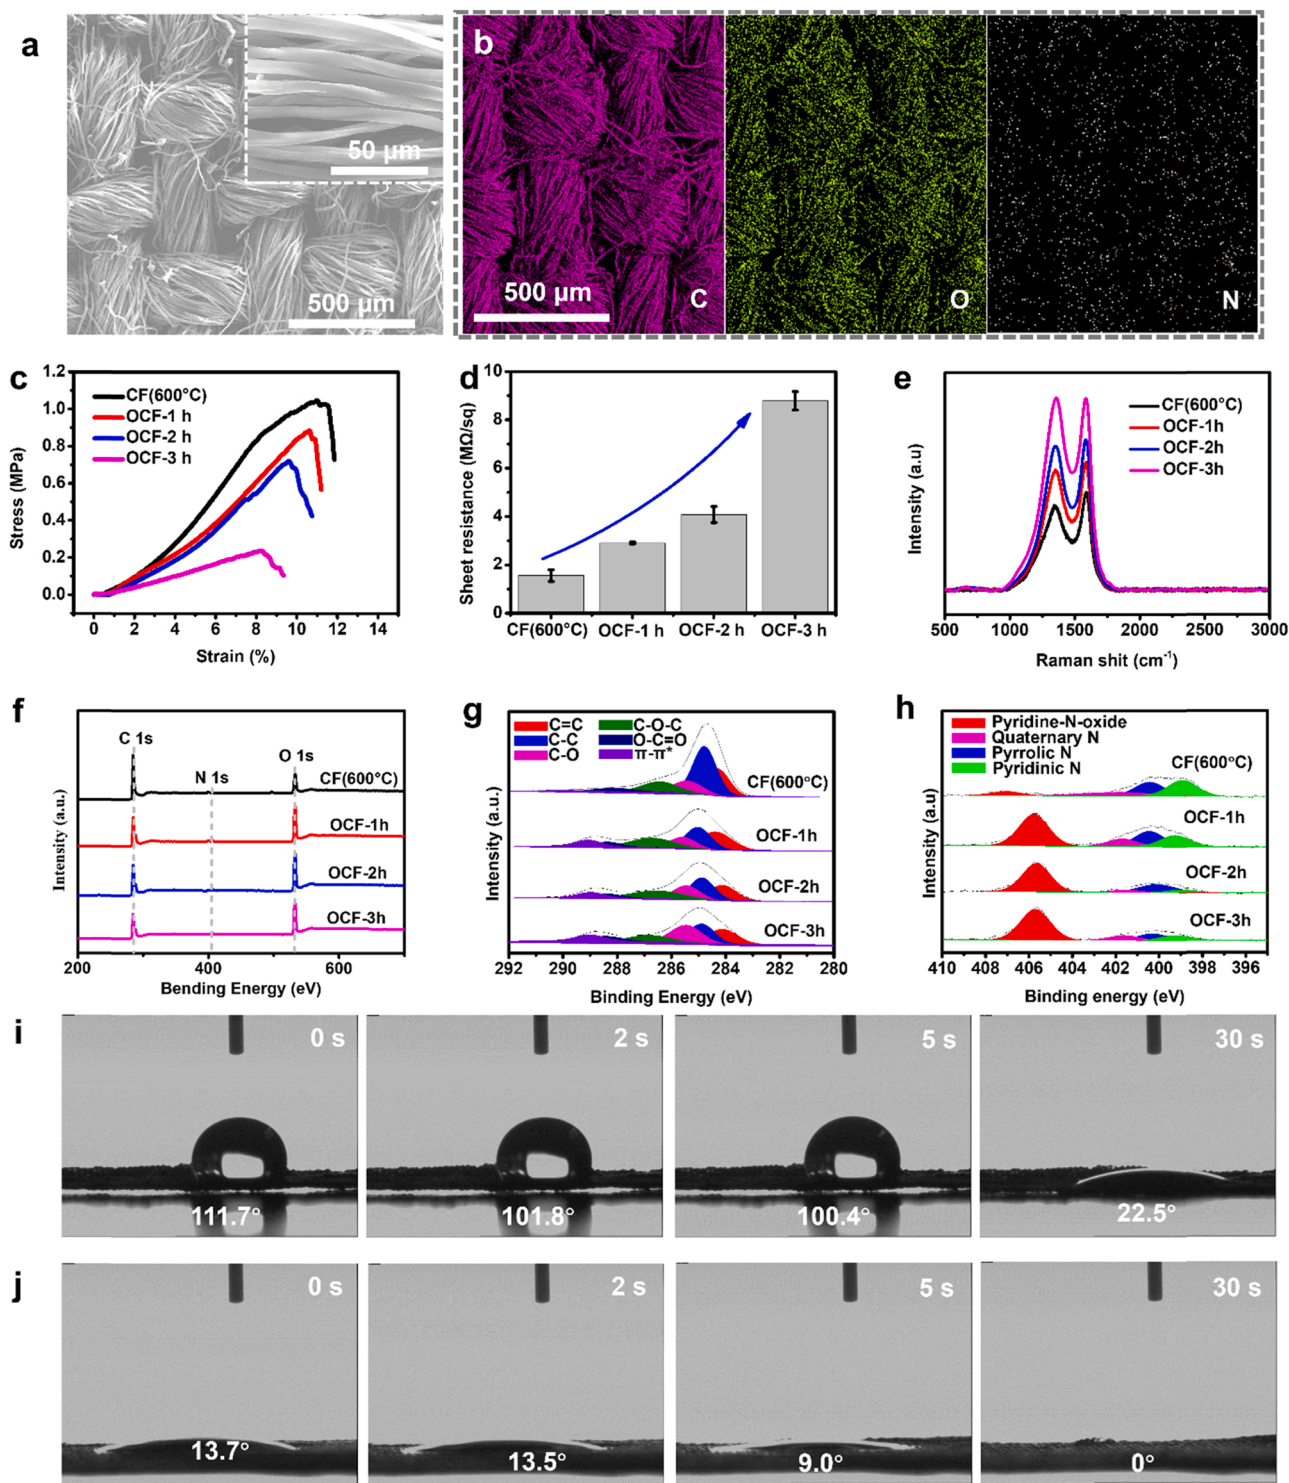 a
50 μm
500 μm
b
500 μm
C
O
N
c
Stress (MPa)
1.2
1.0
0.8
0.6
0.4
0.2
0.0
CF(600°C)
OCF-1 h
OCF-2 h
OCF-3 h
0 2 4 6 8 10 12 14
Strain (%)
d
Sheet resistance (MΩ/sq)
10
8
6
4
2
0
CF(600°C) OCF-1 h OCF-2 h OCF-3 h
e
Intensity (a.u)
CF(600°C)
OCF-1h
OCF-2h
OCF-3h
500 1000 1500 2000 2500 3000
Raman shit (cm⁻¹)
f
Intensity (a.u.)
C 1s
N 1s
O 1s
CF(600°C)
OCF-1h
OCF-2h
OCF-3h
200 400 600
Bending Energy (eV)
g
Intensity (eV)
C=C
C-C
C-O
C-O-C
O-C=O
π-π*
CF(600°C)
OCF-1h
OCF-2h
OCF-3h
292 290 288 286 284 282 280
Binding Energy (eV)
h
Intensity (a.u)
Pyridine-N-oxide
Quaternary N
Pyrrolic N
Pyridinic N
CF(600°C)
OCF-1h
OCF-2h
OCF-3h
410 408 406 404 402 400 398 396
Binding energy (eV)
i
0 s
111.7°
2 s
101.8°
5 s
100.4°
30 s
22.5°
j
0 s
13.7°
2 s
13.5°
5 s
9.0°
30 s
0°